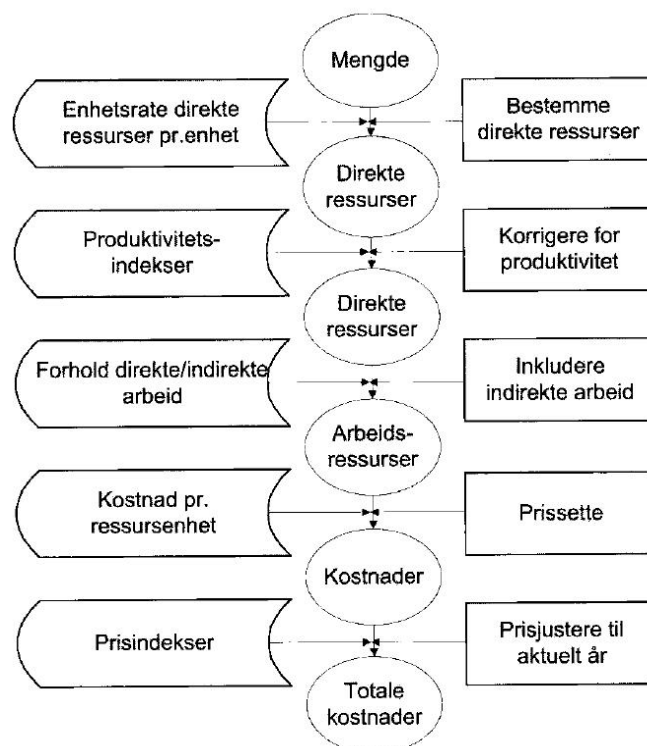 Mengde
Enhetsrate direkte
ressurser pr.enhet
Bestemme
direkte ressurser
Direkte
ressurser
Produktivitets-
indekser
Korrigere for
produktivitet
Direkte
ressurser
Forhold direkte/indirekte
arbeid
Inkludere
indirekte arbeid
Arbeids-
ressurser
Kostnad pr.
ressursenhet
Prissette
Kostnader
Prisindekser
Prisjustere til
aktuelt år
Totale
kostnader